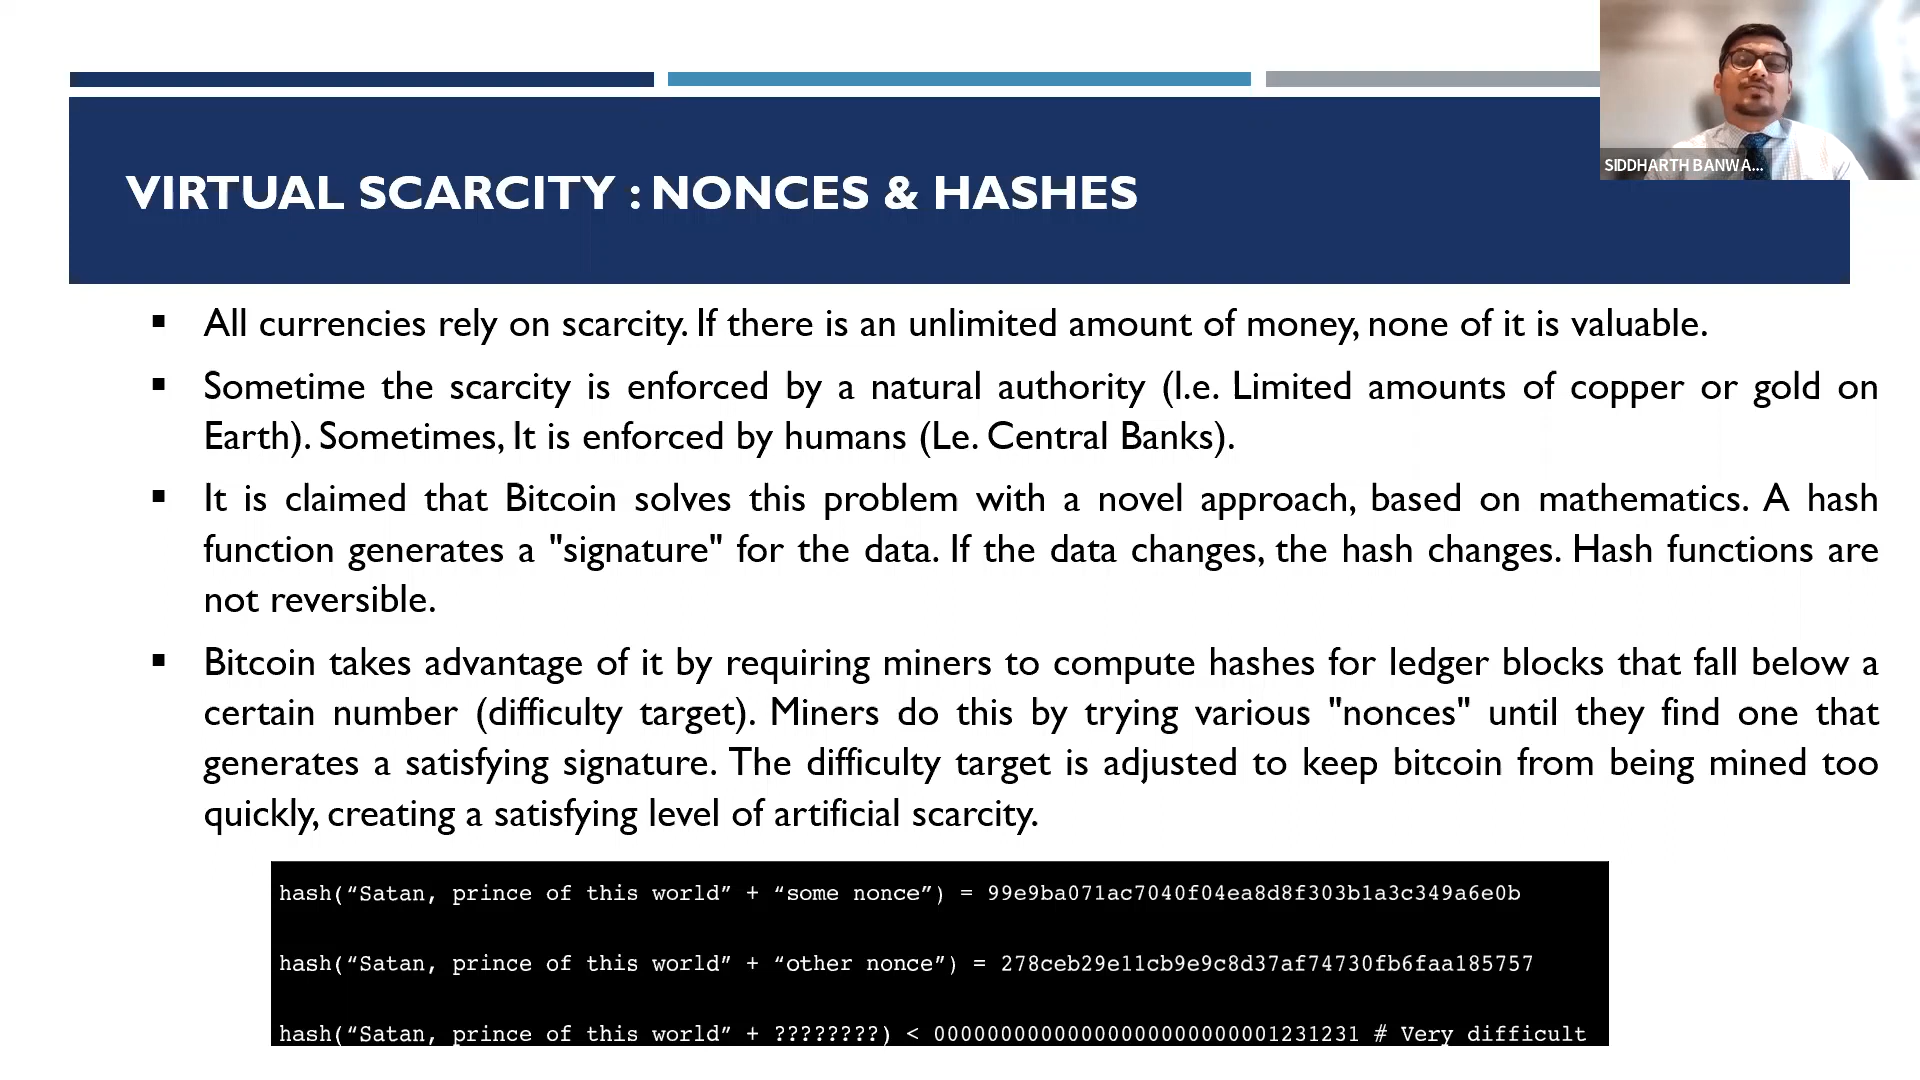 SIDDHARTH BANWA...
VIRTUAL SCARCITY : NONCES & HASHES
▪ All currencies rely on scarcity. If there is an unlimited amount of money, none of it is valuable.
▪ Sometime the scarcity is enforced by a natural authority (I.e. Limited amounts of copper or gold on
Earth). Sometimes, It is enforced by humans (Le. Central Banks).
▪ It is claimed that Bitcoin solves this problem with a novel approach, based on mathematics. A hash
function generates a "signature" for the data. If the data changes, the hash changes. Hash functions are
not reversible.
▪ Bitcoin takes advantage of it by requiring miners to compute hashes for ledger blocks that fall below a
certain number (difficulty target). Miners do this by trying various "nonces" until they find one that
generates a satisfying signature. The difficulty target is adjusted to keep bitcoin from being mined too
quickly, creating a satisfying level of artificial scarcity.
hash(“Satan, prince of this world” + “some nonce”) = 99e9ba071ac7040f04ea8d8f303b1a3c349a6e0b
hash(“Satan, prince of this world” + “other nonce”) = 278ceb29e11cb9e9c8d37af74730fb6faa185757
hash(“Satan, prince of this world” + ????????) < 00000000000000000000000001231231 # Very difficult